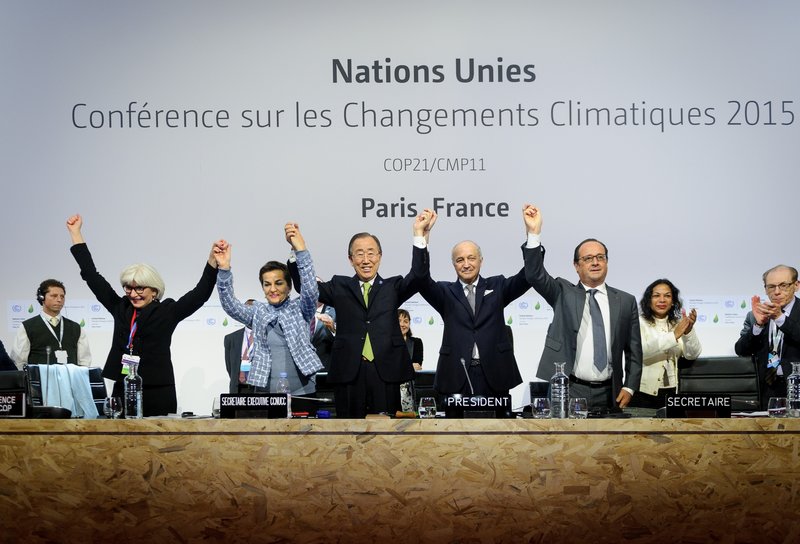 Nations Unies
Conférence sur les Changements Climatiques 2015
COP21/CMP11
Paris, France
SECRETAIRE EXECUTIVE CCNUCC
PRESIDENT
SECRETAIRE